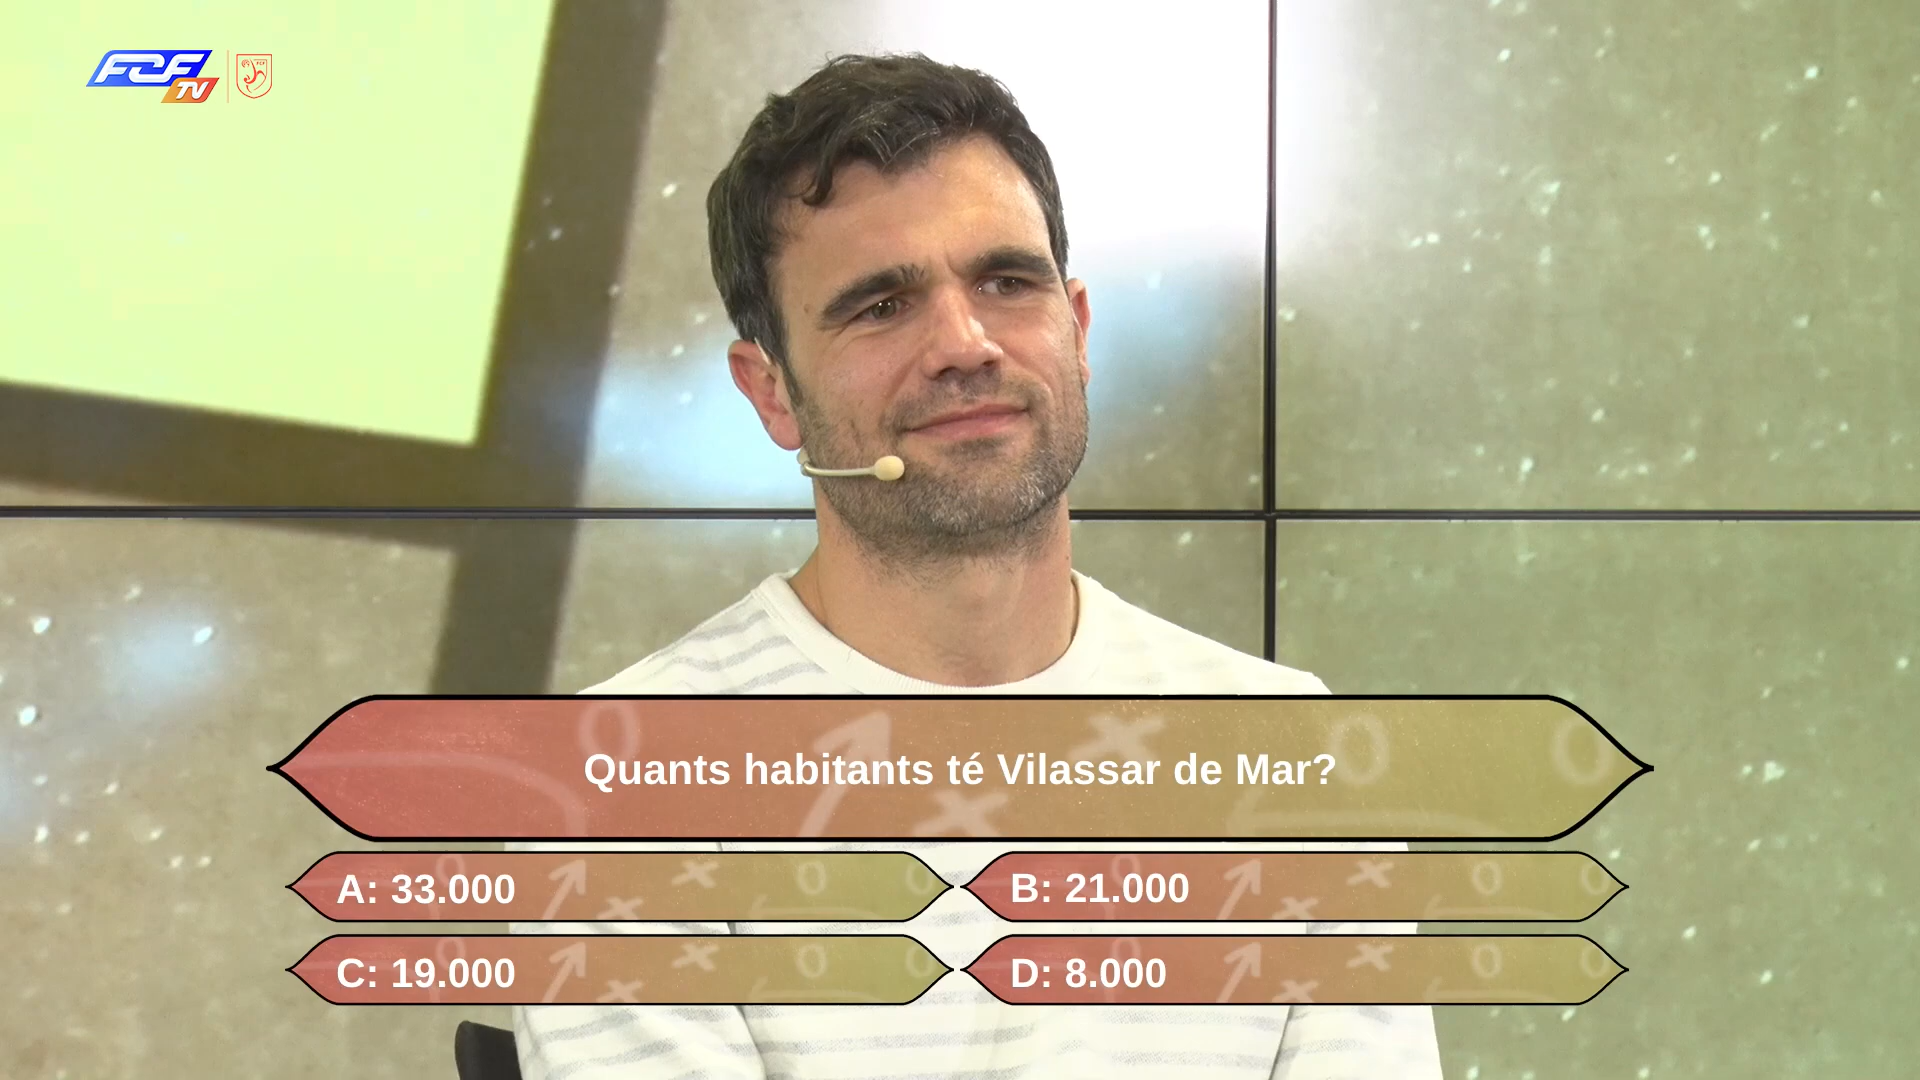 FCF
TV
Quants habitants té Vilassar de Mar?
A: 33.000
B: 21.000
C: 19.000
D: 8.000